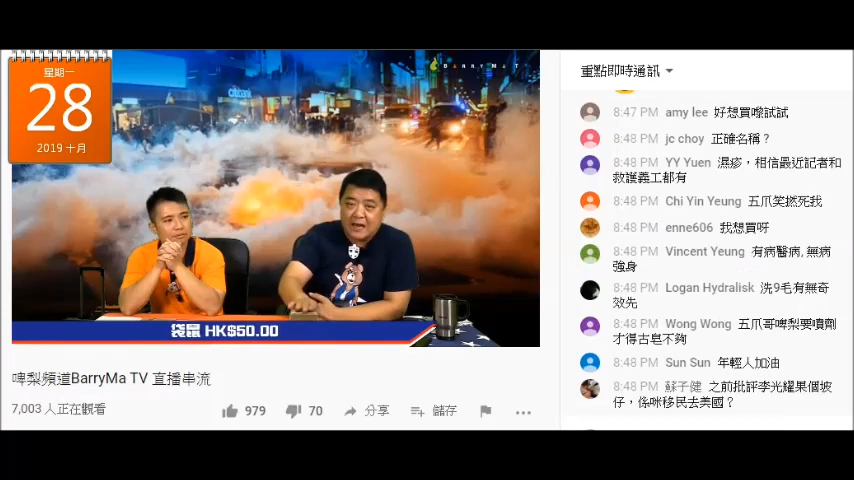 星期一
28
2019 十月
citibank
BARRYMA T
袋鼠 HK$50.00
啤梨頻道BarryMa TV 直播串流
7,003 人正在觀看
979
70
分享
儲存
重點即時通訊
8:47 PM amy lee 好想買嚟試試
8:48 PM jc choy 正確名稱？
8:48 PM YY Yuen 濕疹，相信最近記者和
救護義工都有
8:48 PM Chi Yin Yeung 五爪笑撚死我
8:48 PM enne606 我想買呀
8:48 PM Vincent Yeung 有病醫病, 無病
強身
8:48 PM Logan Hydralisk 洗9毛有無奇
效先
8:48 PM Wong Wong 五爪哥啤梨要噴劑
才得古皂不夠
8:48 PM Sun Sun 年輕人加油
8:48 PM 蘇子健 之前批評李光耀果個坡
仔，係咪移民去美國？